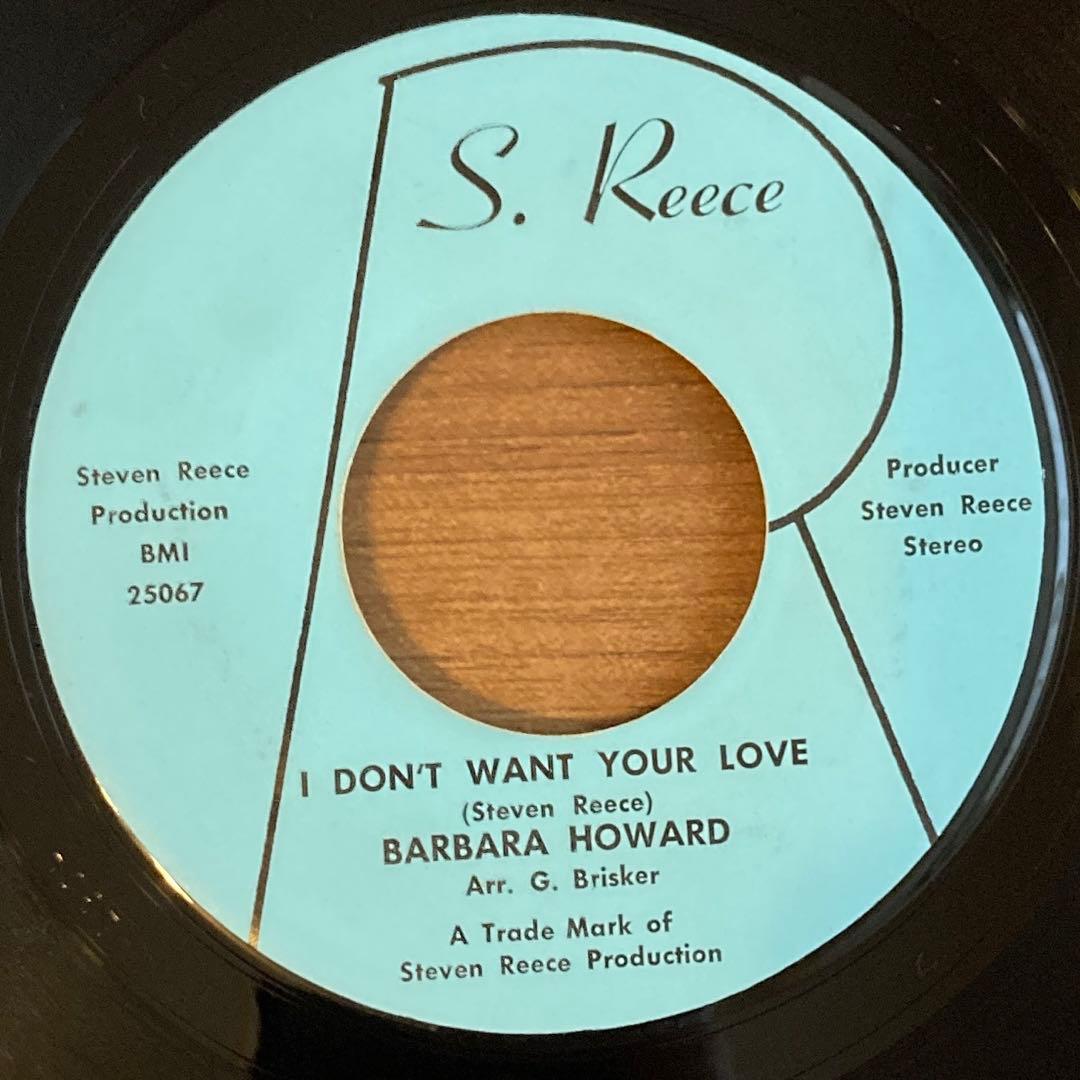 S. Reece
Steven Reece
Production
BMI
25067
Producer
Steven Reece
Stereo
I DON'T WANT YOUR LOVE
(Steven Reece)
BARBARA HOWARD
Arr. G. Brisker
A Trade Mark of
Steven Reece Production